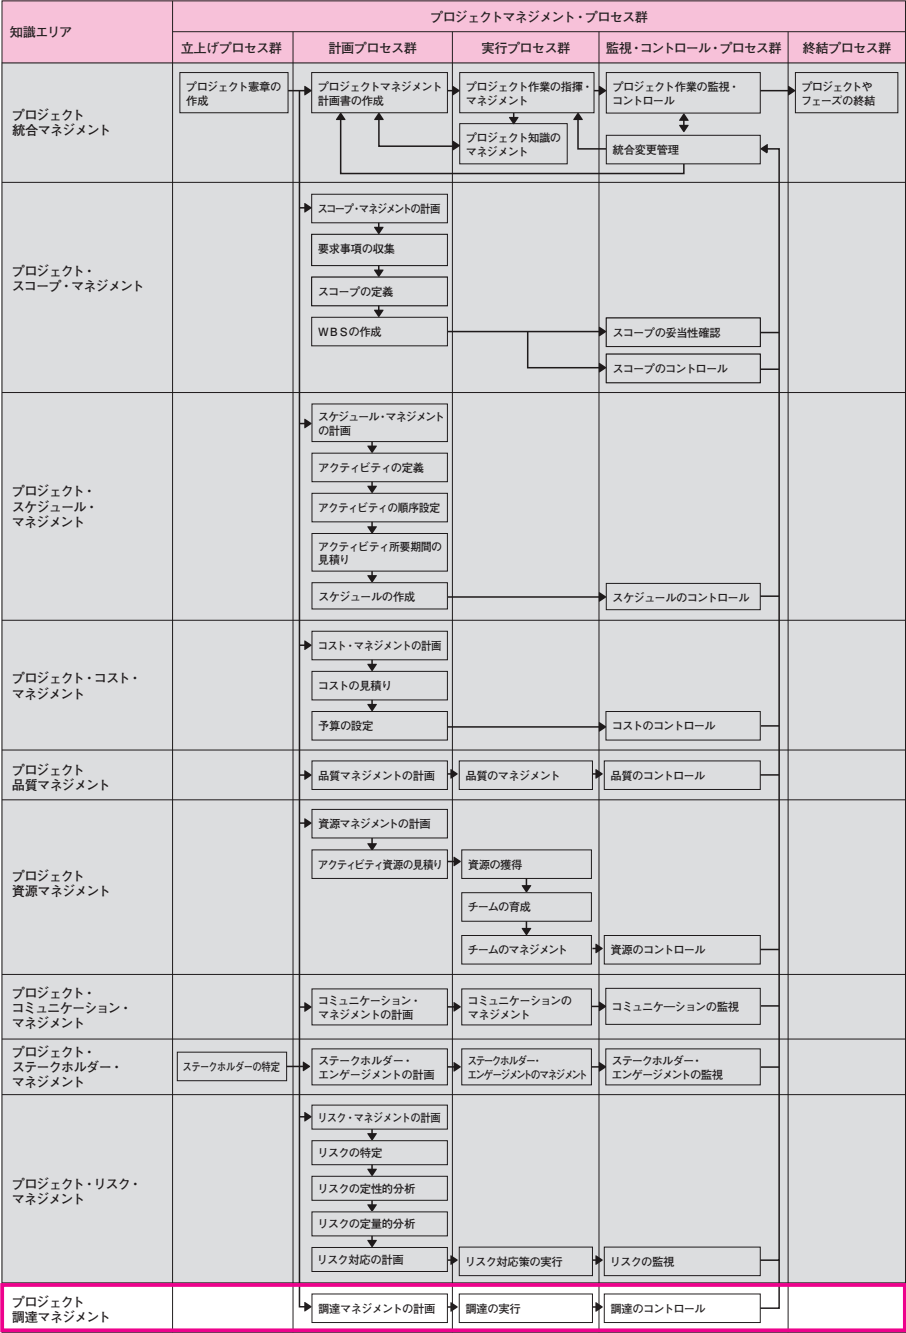 知識エリア
プロジェクトマネジメント・プロセス群
立上げプロセス群
計画プロセス群
実行プロセス群
監視・コントロール・プロセス群
終結プロセス群
プロジェクト
統合マネジメント
プロジェクト憲章の
作成
プロジェクトマネジメント
計画書の作成
プロジェクト作業の指揮・
マネジメント
プロジェクト知識の
マネジメント
プロジェクト作業の監視・
コントロール
統合変更管理
プロジェクトや
フェーズの終結
プロジェクト・
スコープ・マネジメント
スコープ・マネジメントの計画
要求事項の収集
スコープの定義
WBSの作成
スコープの妥当性確認
スコープのコントロール
プロジェクト・
スケジュール・
マネジメント
スケジュール・マネジメント
の計画
アクティビティの定義
アクティビティの順序設定
アクティビティ所要期間の
見積り
スケジュールの作成
スケジュールのコントロール
プロジェクト・コスト・
マネジメント
コスト・マネジメントの計画
コストの見積り
予算の設定
コストのコントロール
プロジェクト
品質マネジメント
品質マネジメントの計画
品質のマネジメント
品質のコントロール
プロジェクト
資源マネジメント
資源マネジメントの計画
アクティビティ資源の見積り
資源の獲得
チームの育成
チームのマネジメント
資源のコントロール
プロジェクト・
コミュニケーション・
マネジメント
コミュニケーション・
マネジメントの計画
コミュニケーションの
マネジメント
コミュニケーションの監視
プロジェクト・
ステークホルダー・
マネジメント
ステークホルダーの特定
ステークホルダー・
エンゲージメントの計画
ステークホルダー・
エンゲージメントのマネジメント
ステークホルダー・
エンゲージメントの監視
プロジェクト・リスク・
マネジメント
リスク・マネジメントの計画
リスクの特定
リスクの定性的分析
リスクの定量的分析
リスク対応の計画
リスク対応策の実行
リスクの監視
プロジェクト
調達マネジメント
調達マネジメントの計画
調達の実行
調達のコントロール